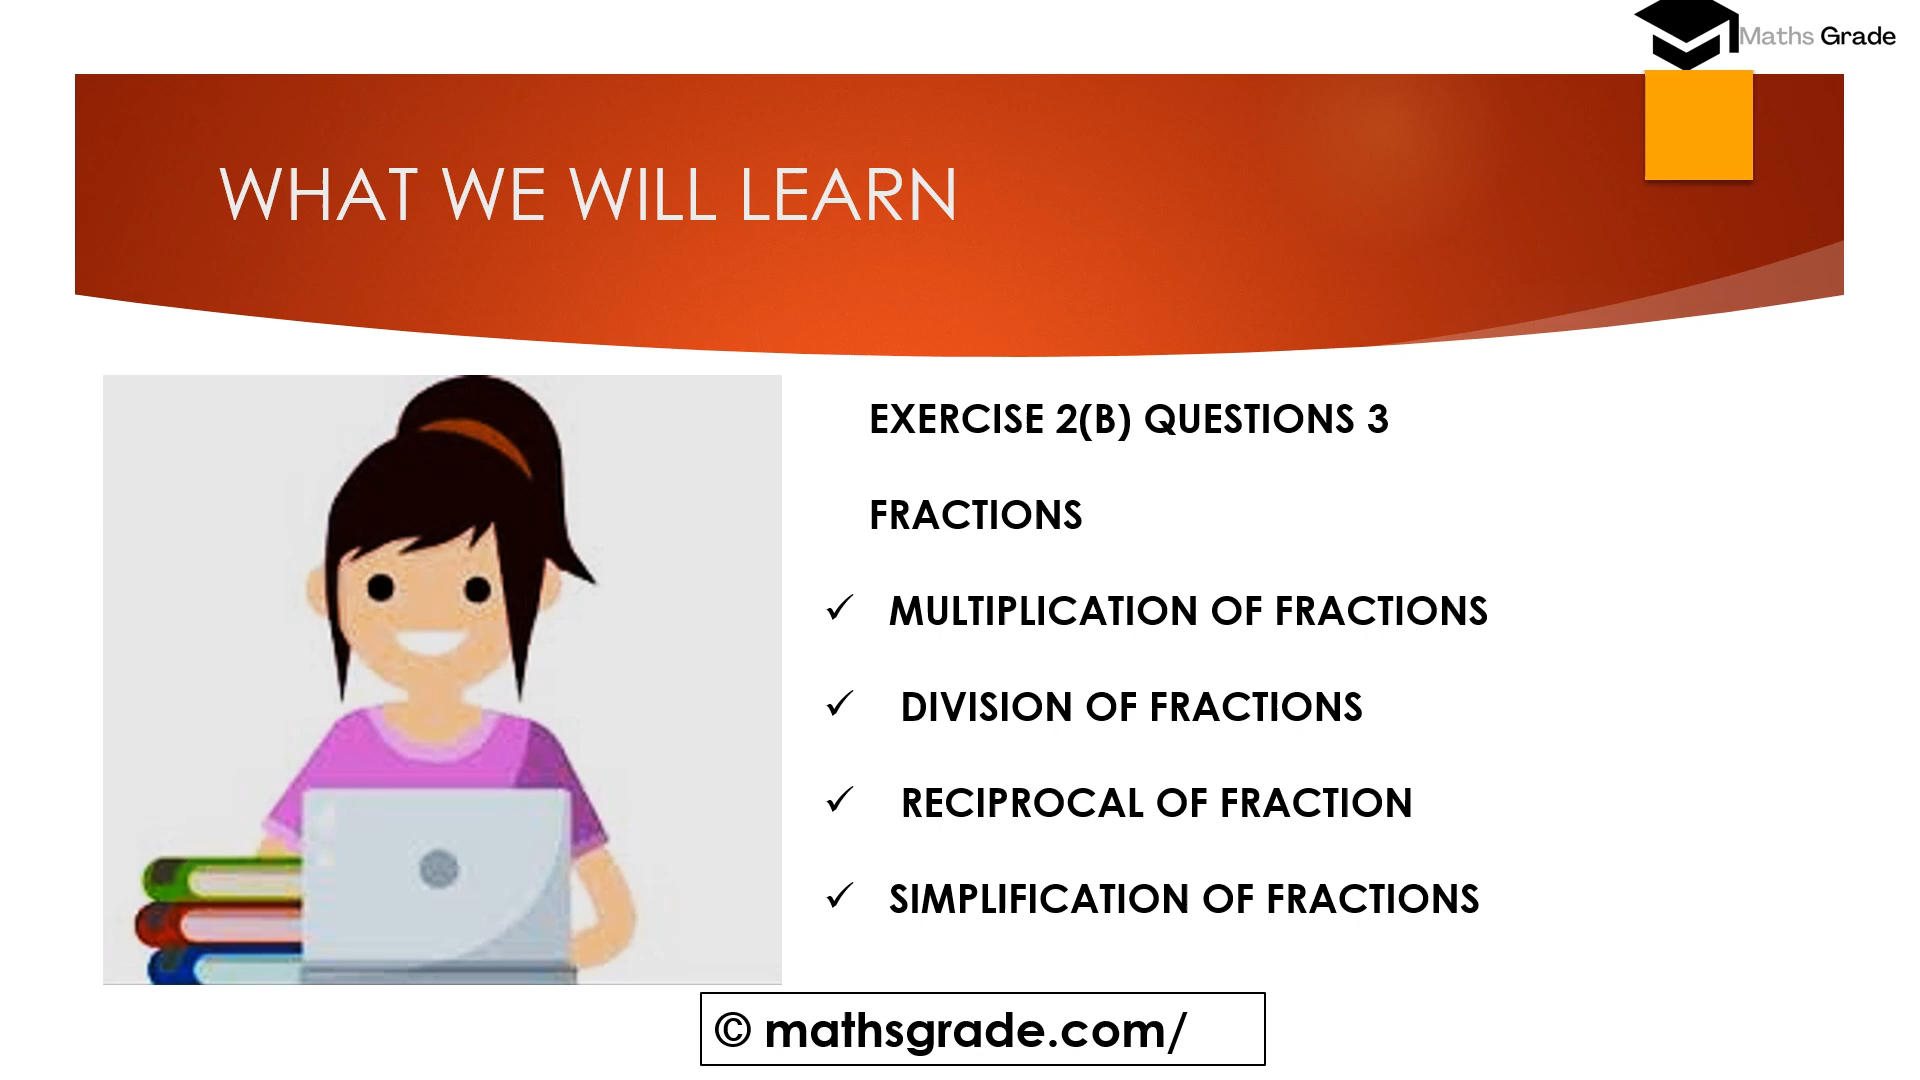 Maths Grade
WHAT WE WILL LEARN
EXERCISE 2(B) QUESTIONS 3
FRACTIONS
✓ MULTIPLICATION OF FRACTIONS
✓ DIVISION OF FRACTIONS
✓ RECIPROCAL OF FRACTION
✓ SIMPLIFICATION OF FRACTIONS
© mathsgrade.com/